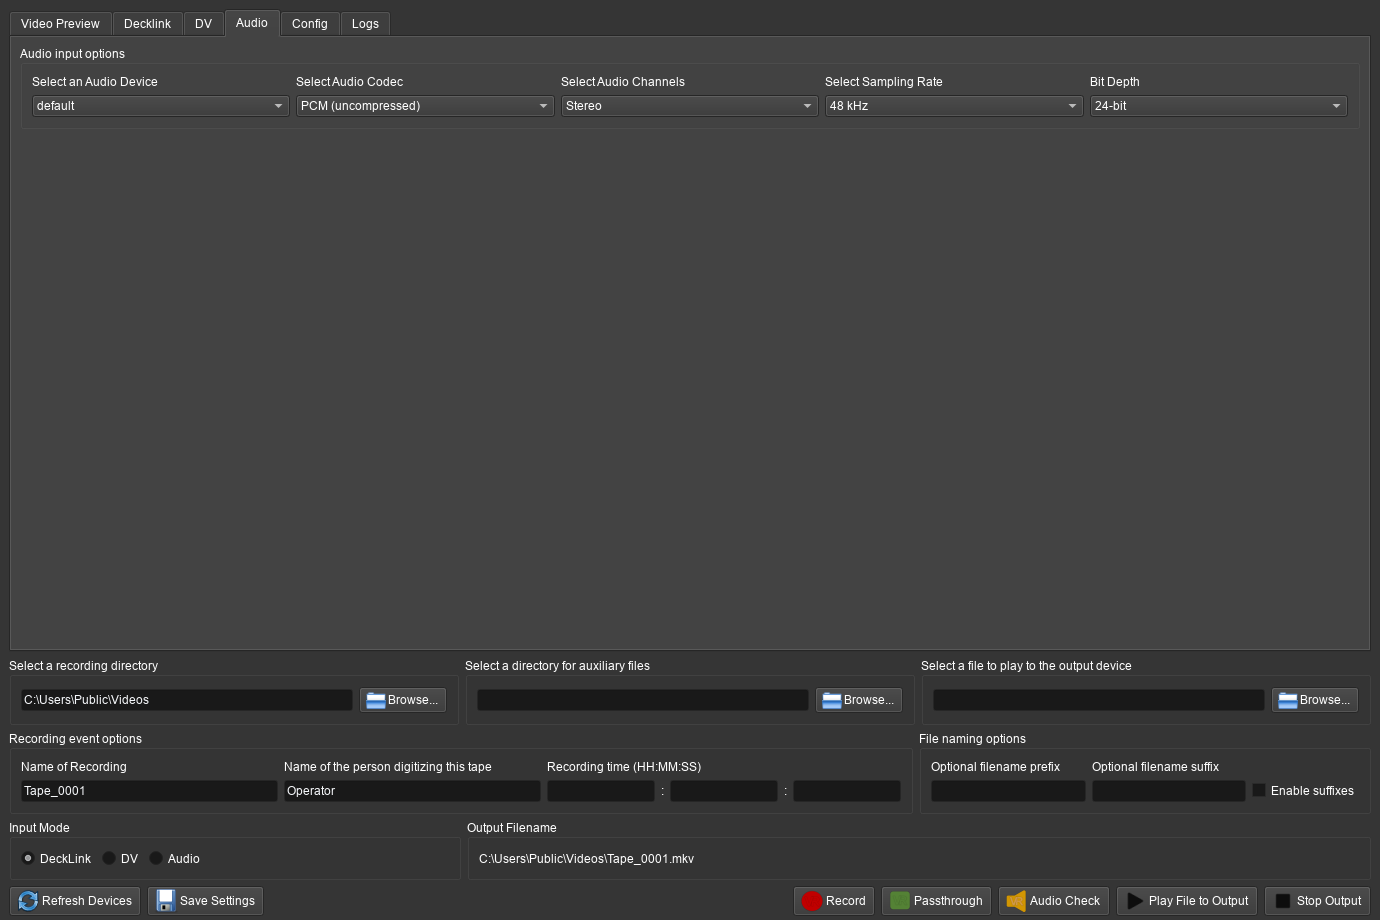 Video Preview Decklink DV Audio Config Logs
Audio input options
Select an Audio Device Select Audio Codec Select Audio Channels Select Sampling Rate Bit Depth
default PCM (uncompressed) Stereo 48 kHz 24-bit
Select a recording directory Select a directory for auxiliary files Select a file to play to the output device
C:\Users\Public\Videos Browse... Browse... Browse...
Recording event options File naming options
Name of Recording Name of the person digitizing this tape Recording time (HH:MM:SS) Optional filename prefix Optional filename suffix
Tape_0001 Operator : : Enable suffixes
Input Mode Output Filename
DeckLink DV Audio C:\Users\Public\Videos\Tape_0001.mkv
Refresh Devices Save Settings Record Passthrough Audio Check Play File to Output Stop Output